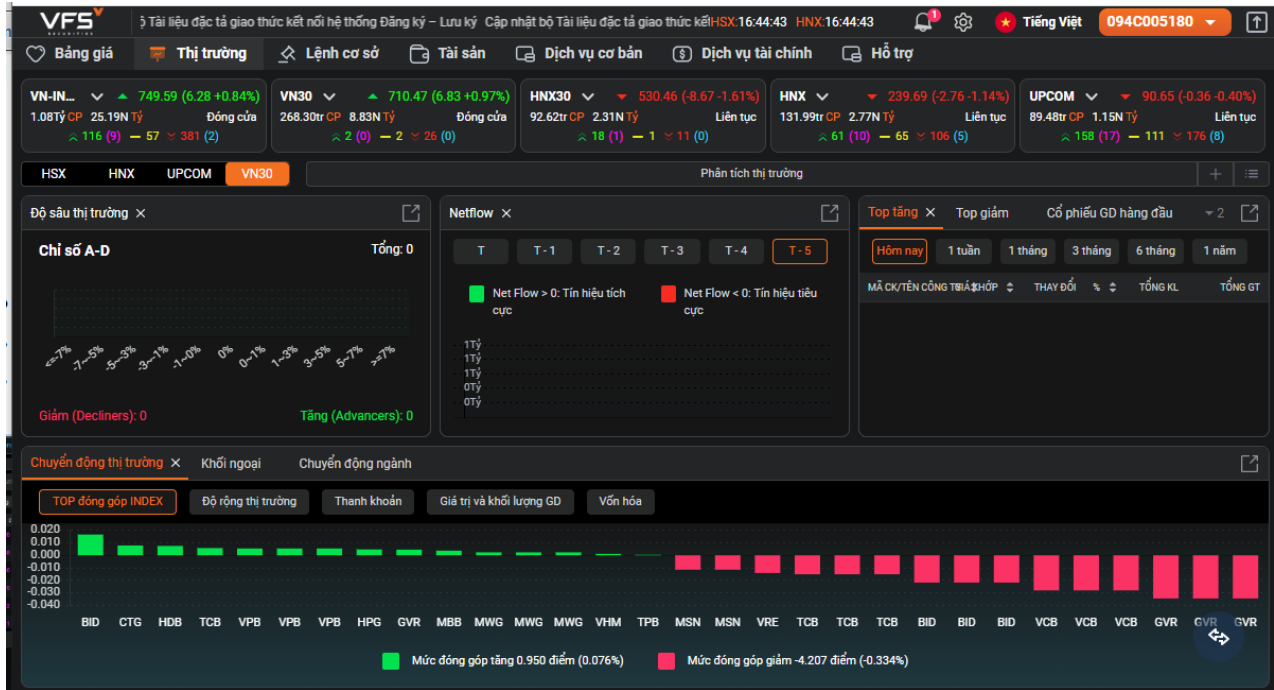 VFS
SECURITIES
Tài liệu đặc tả giao thức kết nối hệ thống Đăng ký – Lưu ký Cập nhật bộ Tài liệu đặc tả giao thức kết
HSX:16:44:43 HNX:16:44:43
1
Tiếng Việt
094C005180
Bảng giá
Thị trường
Lệnh cơ sở
Tài sản
Dịch vụ cơ bản
Dịch vụ tài chính
Hỗ trợ
VN-IN... 749.59 (6.28 +0.84%)
1.08Tỷ CP 25.19N Tỷ Đóng cửa
116 (9) 57 381 (2)
VN30 710.47 (6.83 +0.97%)
268.30tr CP 8.83N Tỷ Đóng cửa
2 (0) 2 26 (0)
HNX30 530.46 (-8.67 -1.61%)
92.62tr CP 2.31N Tỷ Liên tục
18 (1) 1 11 (0)
HNX 239.69 (-2.76 -1.14%)
131.99tr CP 2.77N Tỷ Liên tục
61 (10) 65 106 (5)
UPCOM 90.65 (-0.36 -0.40%)
89.48tr CP 1.15N Tỷ Liên tục
158 (17) 111 176 (8)
HSX HNX UPCOM VN30
Phân tích thị trường
Độ sâu thị trường
Chỉ số A-D Tổng: 0
<=-7% -7~-5% -5~-3% -3~-1% -1~0% 0% 0~1% 1~3% 3~5% 5~7% >=7%
Giảm (Decliners): 0 Tăng (Advancers): 0
Netflow
T T - 1 T - 2 T - 3 T - 4 T - 5
Net Flow > 0: Tín hiệu tích
cực
Net Flow < 0: Tín hiệu tiêu
cực
1Tỷ
1Tỷ
1Tỷ
0Tỷ
0Tỷ
Top tăng Top giảm Cổ phiếu GD hàng đầu 2
Hôm nay 1 tuần 1 tháng 3 tháng 6 tháng 1 năm
MÃ CK/TÊN CÔNG KHỚP THAY ĐỔI % TỔNG KL TỔNG GT
Chuyển động thị trường Khối ngoại Chuyển động ngành
TOP đóng góp INDEX Độ rộng thị trường Thanh khoản Giá trị và khối lượng GD Vốn hóa
0.020
0.010
0.000
-0.010
-0.020
-0.030
-0.040
BID CTG HDB TCB VPB VPB VPB HPG GVR MBB MWG MWG MWG VHM TPB MSN MSN VRE TCB TCB TCB BID BID BID VCB VCB VCB GVR GVR GVR
Mức đóng góp tăng 0.950 điểm (0.076%) Mức đóng góp giảm -4.207 điểm (-0.334%)